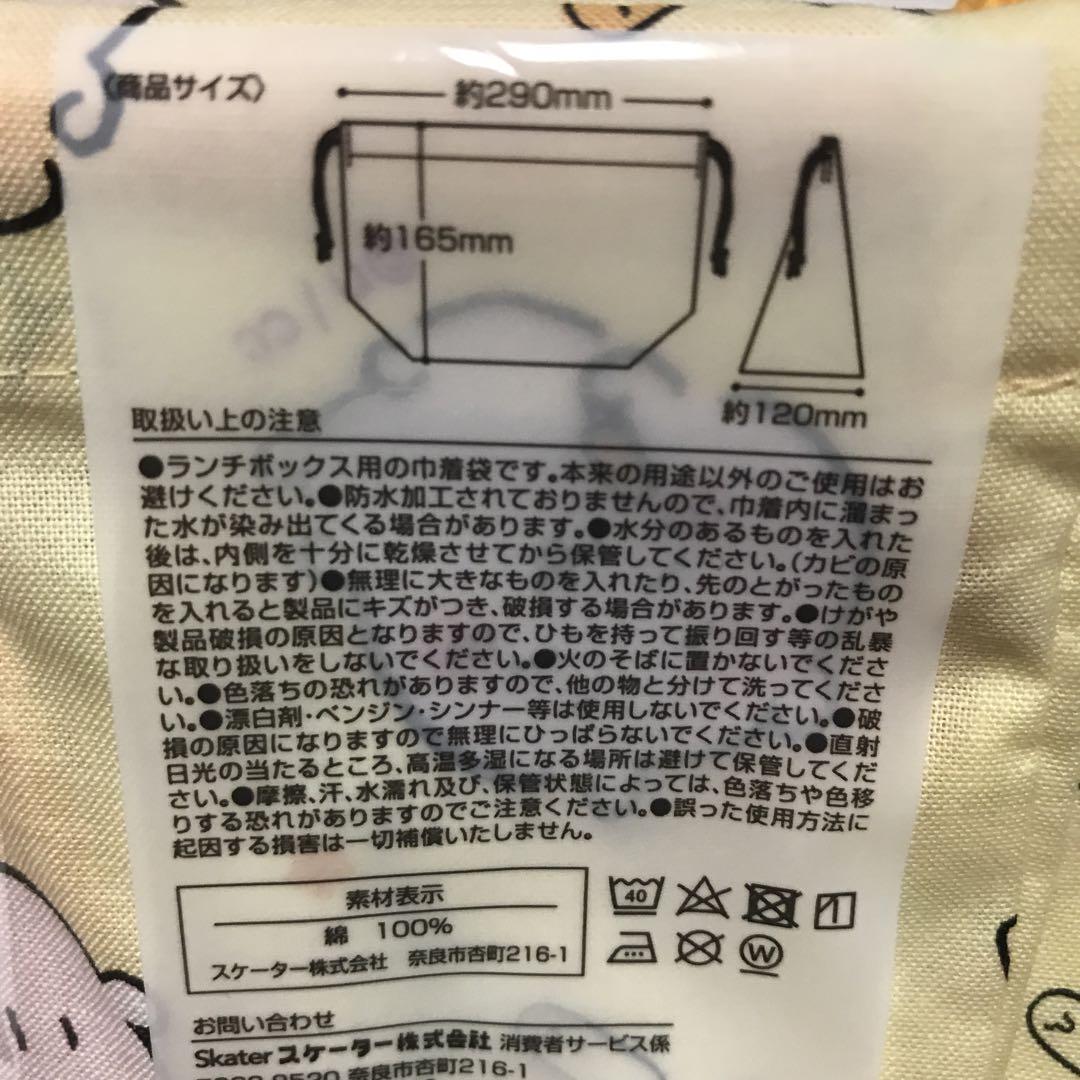 〈商品サイズ〉
約290mm
約165mm
約120mm
取扱い上の注意
●ランチボックス用の巾着袋です。本来の用途以外のご使用はお
避けください。●防水加工されておりませんので、巾着内に溜まっ
た水が染み出てくる場合があります。●水分のあるものを入れた
後は、内側を十分に乾燥させてから保管してください。(カビの原
因になります)●無理に大きなものを入れたり、先のとがったもの
を入れると製品にキズがつき、破損する場合があります。●けがや
製品破損の原因となりますので、ひもを持って振り回す等の乱暴
な取り扱いをしないでください。●火のそばに置かないでくださ
い。●色落ちの恐れがありますので、他の物と分けて洗ってくださ
い。●漂白剤・ベンジン・シンナー等は使用しないでください。●破
損の原因になりますので無理にひっぱらないでください。●直射
日光の当たるところ、高温多湿になる場所は避けて保管してくだ
さい。●摩擦、汗、水濡れ及び、保管状態によっては、色落ちや色移
りする恐れがありますのでご注意ください。●誤った使用方法に
起因する損害は一切補償いたしません。
素材表示
綿 100%
スケーター株式会社 奈良市杏町216-1
40
W
お問い合わせ
Skater スケーター株式会社 消費者サービス係
奈良市杏町216-1